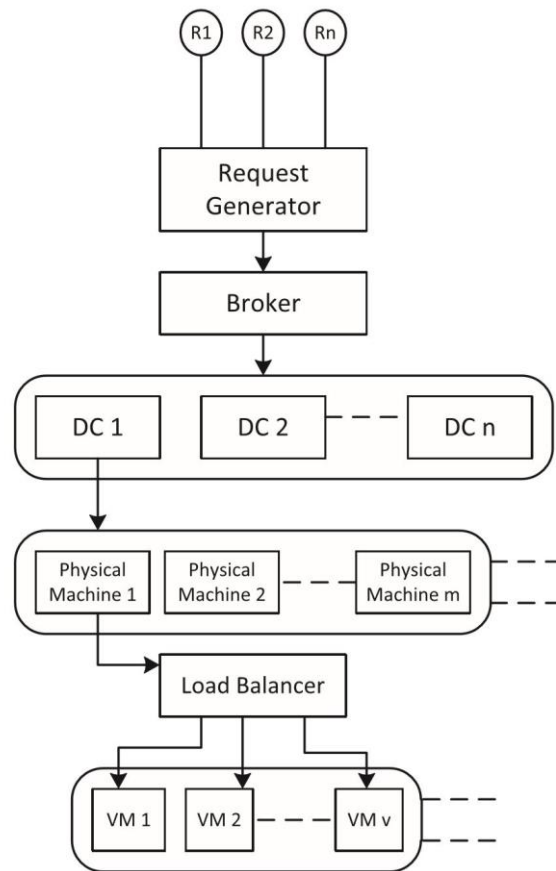 R1 R2 Rn
Request
Generator
Broker
DC 1 DC 2 DC n
Physical Physical Physical
Machine 1 Machine 2 Machine m
Load Balancer
VM 1 VM 2 VM v